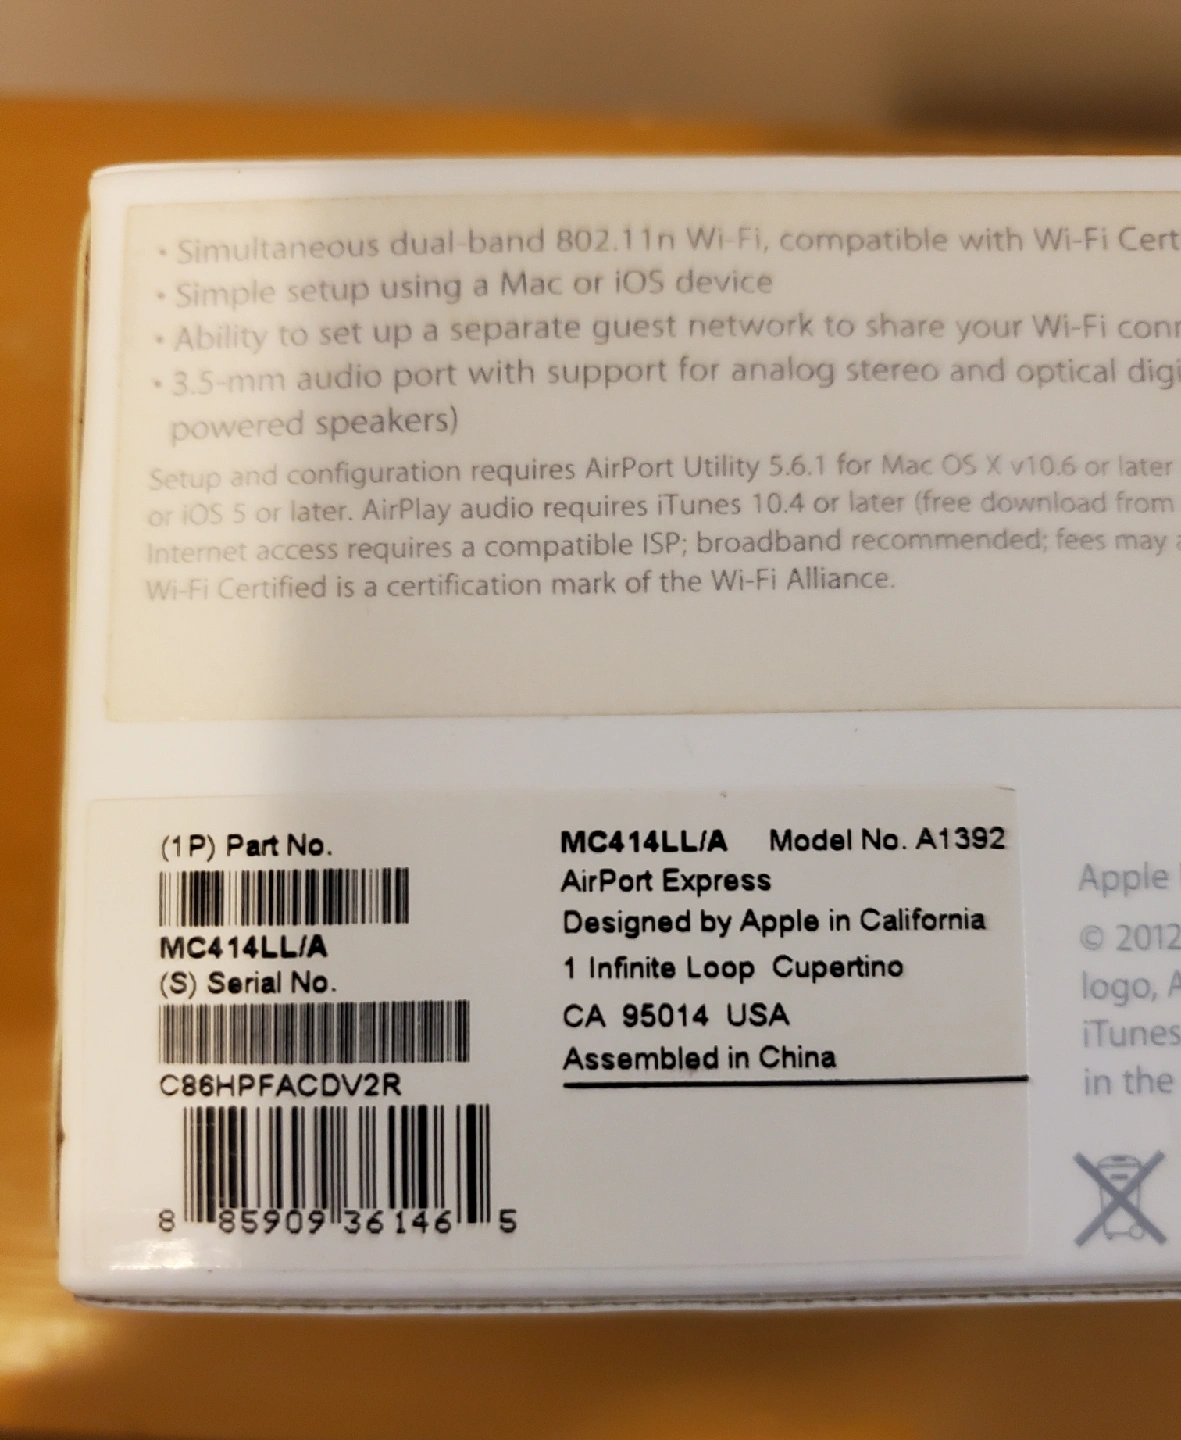 • Simultaneous dual-band 802.11n Wi-Fi, compatible with Wi-Fi Cert
• Simple setup using a Mac or iOS device
• Ability to set up a separate guest network to share your Wi-Fi conn
• 3.5-mm audio port with support for analog stereo and optical digi
powered speakers)
Setup and configuration requires AirPort Utility 5.6.1 for Mac OS X v10.6 or later
or iOS 5 or later. AirPlay audio requires iTunes 10.4 or later (free download from
Internet access requires a compatible ISP; broadband recommended; fees may a
Wi-Fi Certified is a certification mark of the Wi-Fi Alliance.
(1P) Part No.
MC414LL/A
(S) Serial No.
C86HPFACDV2R
8 85909 36146 5
MC414LL/A Model No. A1392
AirPort Express
Designed by Apple in California
1 Infinite Loop Cupertino
CA 95014 USA
Assembled in China
Apple
© 2012
logo, A
iTunes
in the